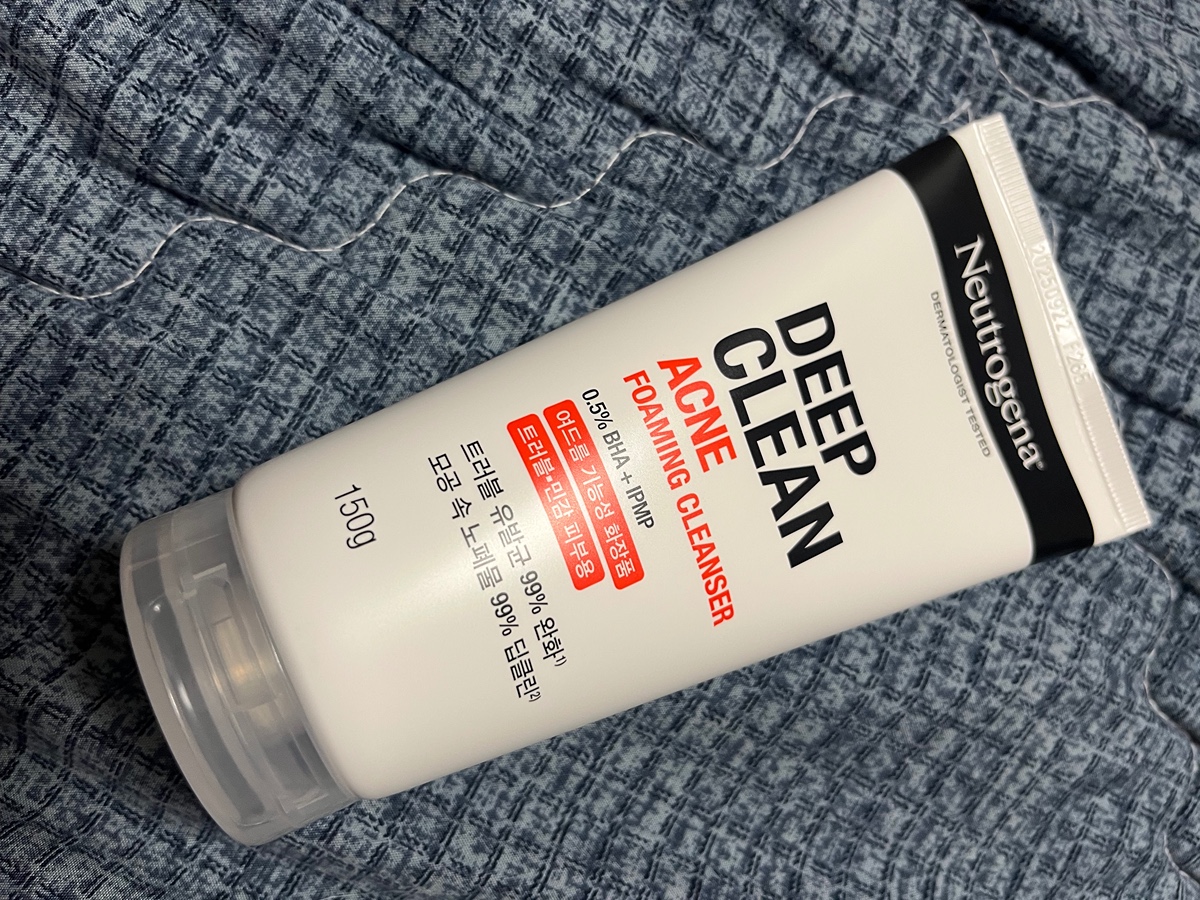 20250922 F285
Neutrogena®
DERMATOLOGIST TESTED
DEEP
CLEAN
ACNE
FOAMING CLEANSER
0.5% BHA + IPMP
여드름 기능성 화장품
트러블•민감 피부용
트러블 유발균 99% 완화¹⁾
모공 속 노폐물 99% 딥클린²⁾
150g